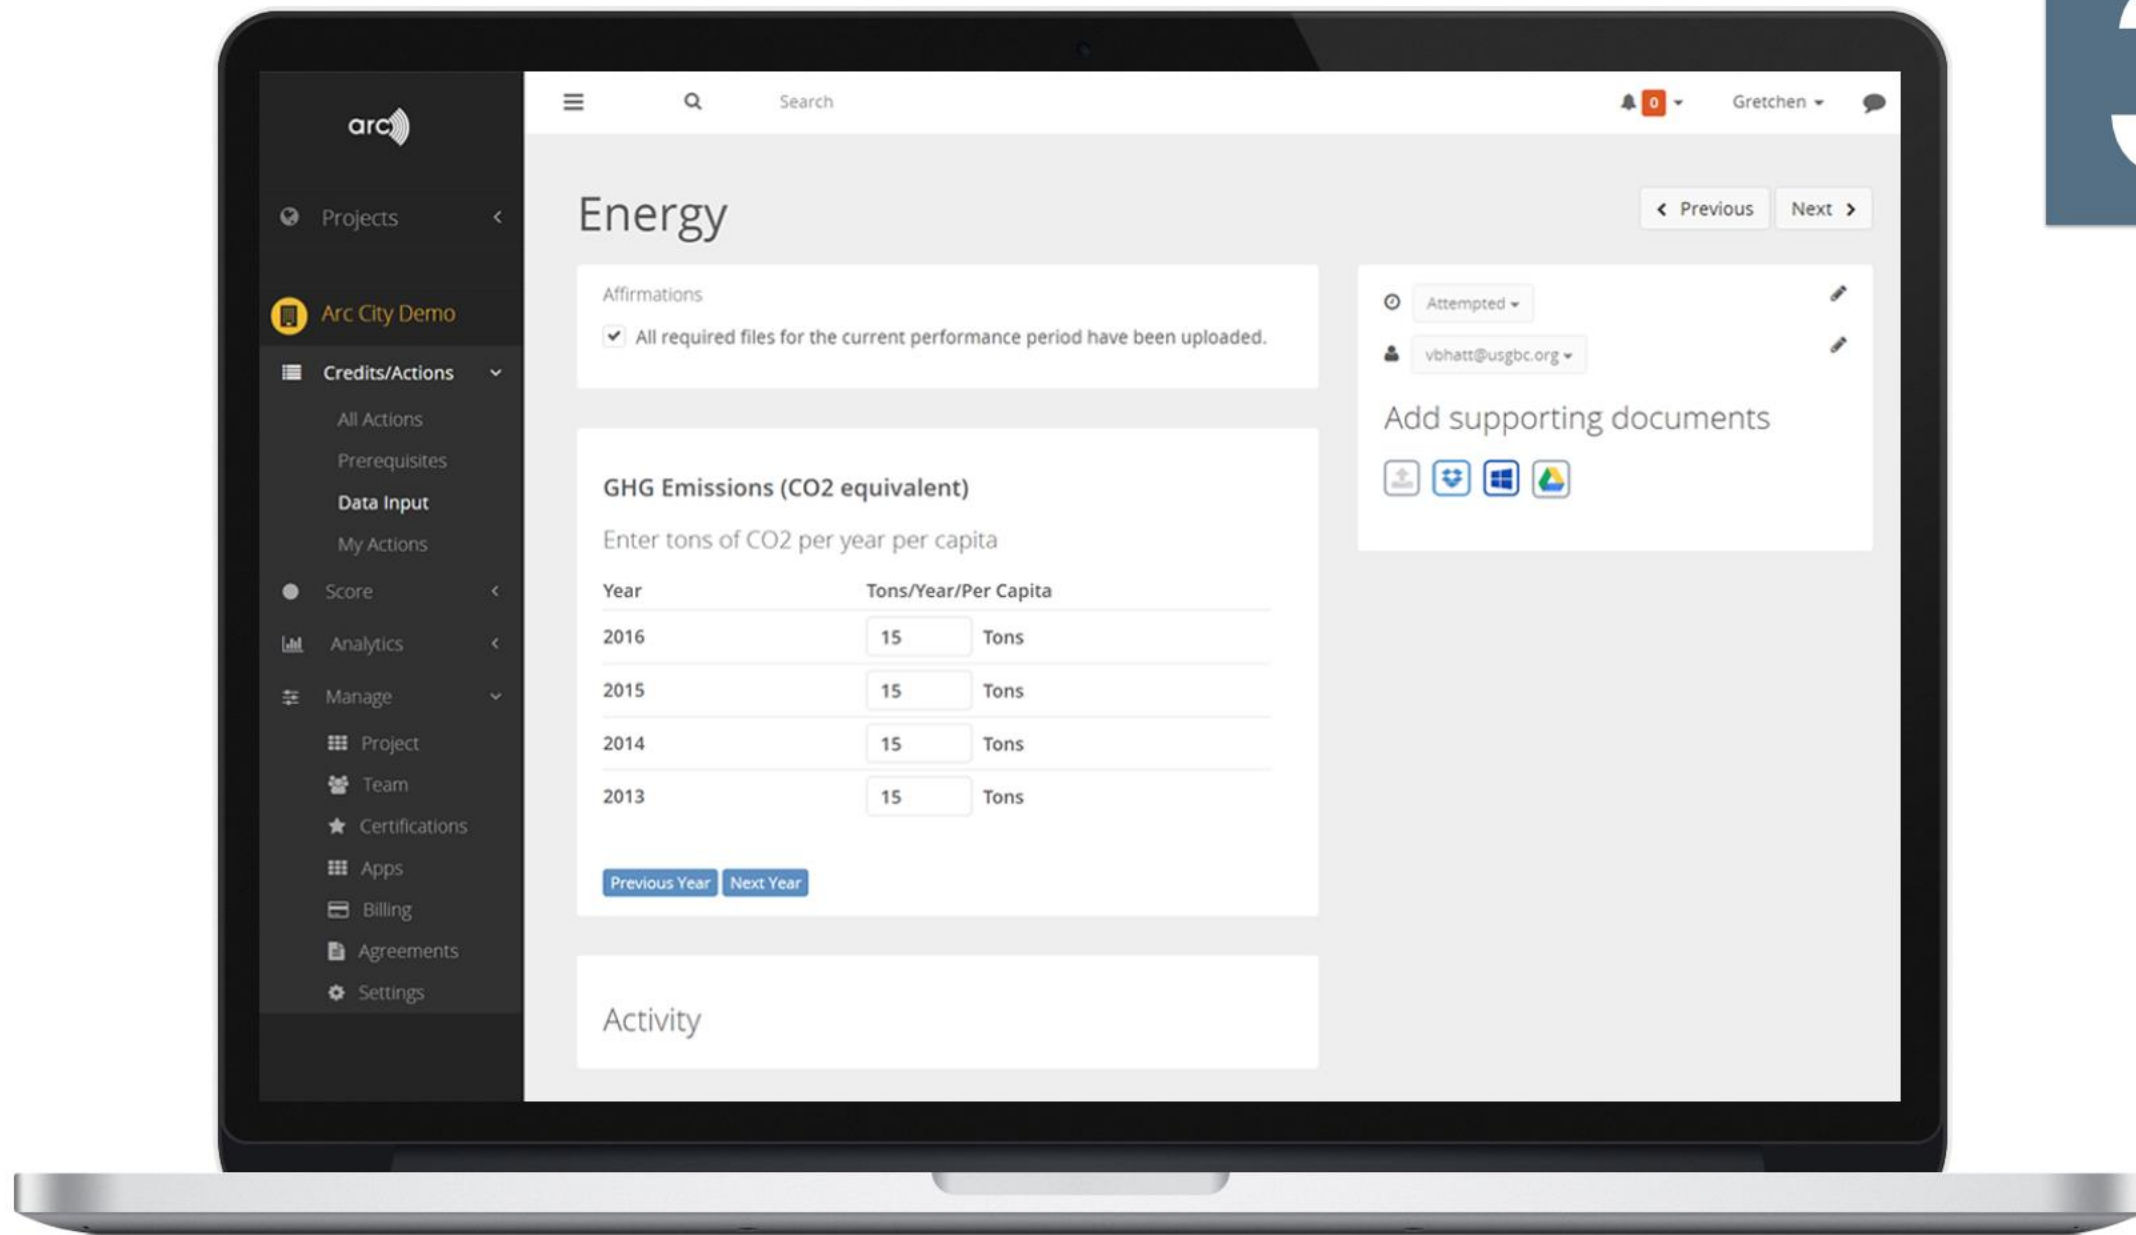 arc
Search
0
Gretchen
Projects
Arc City Demo
Credits/Actions
All Actions
Prerequisites
Data Input
My Actions
Score
Analytics
Manage
Project
Team
Certifications
Apps
Billing
Agreements
Settings
Energy
Previous
Next
Affirmations
All required files for the current performance period have been uploaded.
GHG Emissions (CO2 equivalent)
Enter tons of CO2 per year per capita
Year Tons/Year/Per Capita
2016 15 Tons
2015 15 Tons
2014 15 Tons
2013 15 Tons
Previous Year Next Year
Activity
Attempted
vbhatt@usgbc.org
Add supporting documents